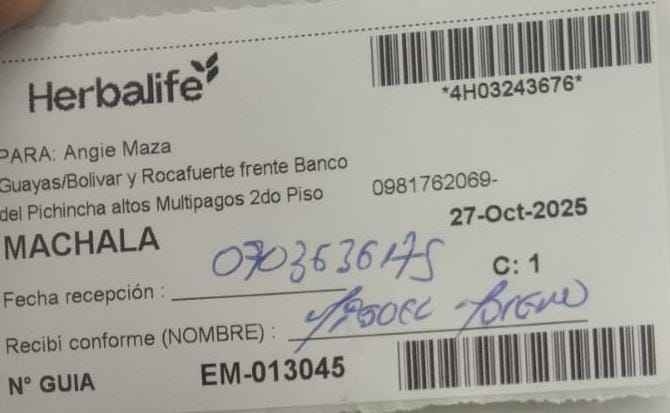 Herbalife
*4H03243676*
PARA: Angie Maza
Guayas/Bolivar y Rocafuerte frente Banco
del Pichincha altos Multipagos 2do Piso
0981762069-
27-Oct-2025
MACHALA
0703636175
C: 1
Fecha recepción :
Recibí conforme (NOMBRE) :
N° GUIA
EM-013045